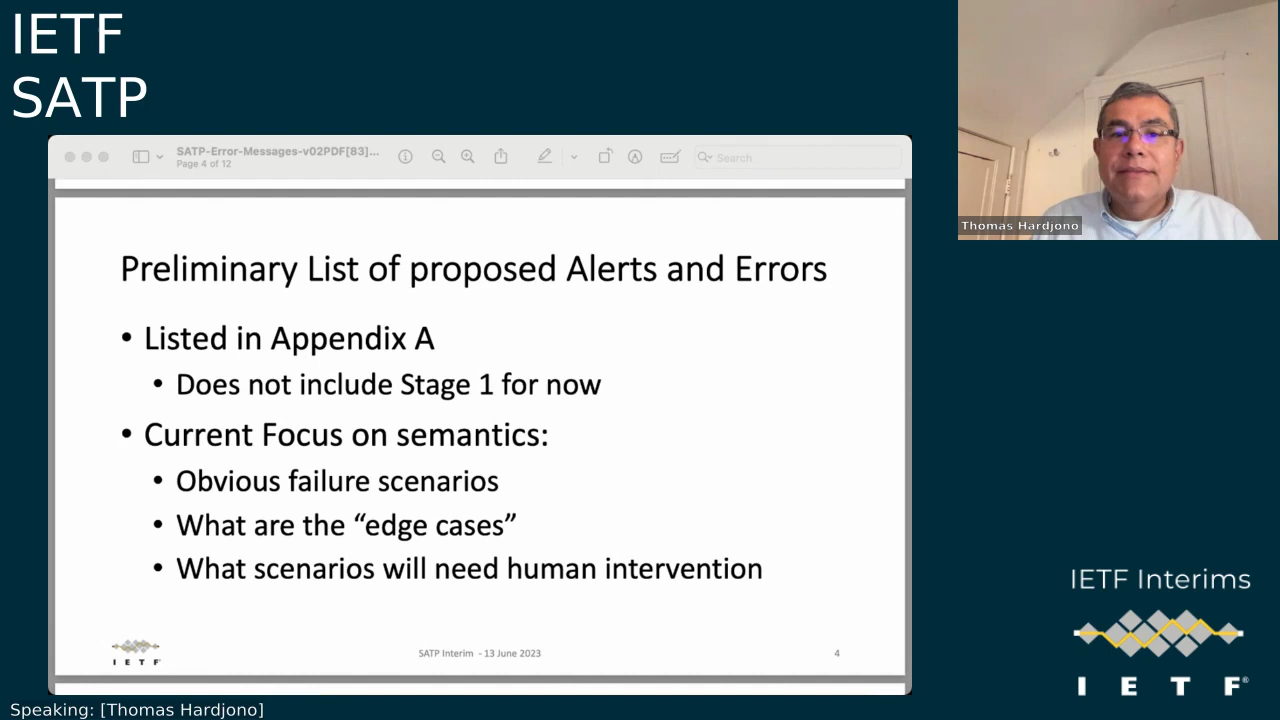 IETF
SATP
SATP-Error-Messages-v02PDF[83]...
Page 4 of 12
Search
Thomas Hardjono
Preliminary List of proposed Alerts and Errors
• Listed in Appendix A
• Does not include Stage 1 for now
• Current Focus on semantics:
• Obvious failure scenarios
• What are the “edge cases”
• What scenarios will need human intervention
I E T F
SATP Interim - 13 June 2023
4
IETF Interims
I E T F®
Speaking: [Thomas Hardjono]